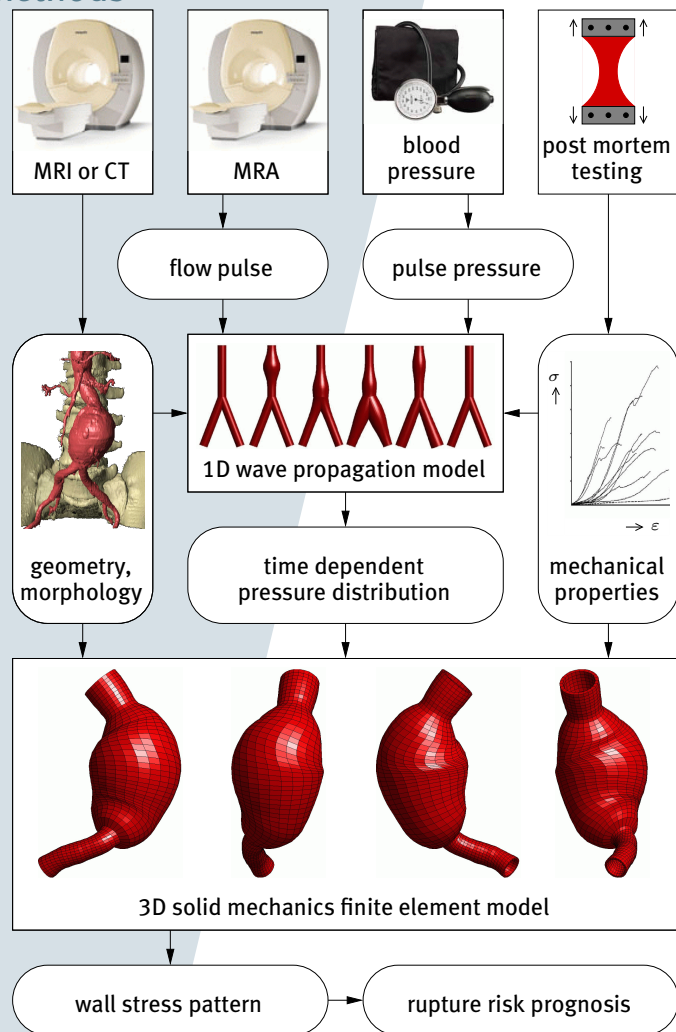 MRI or CT
MRA
blood
pressure
post mortem
testing
flow pulse
pulse pressure
1D wave propagation model
σ
ε
geometry,
morphology
time dependent
pressure distribution
mechanical
properties
3D solid mechanics finite element model
wall stress pattern
rupture risk prognosis